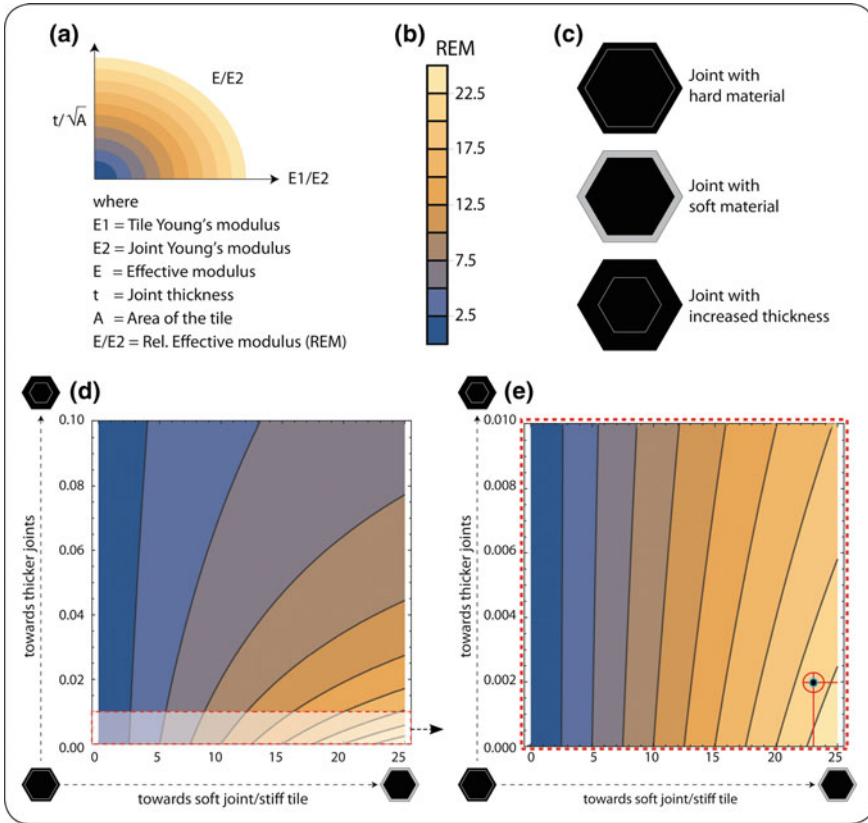 (a)
E/E2
t/√A
E1/E2
where
E1 = Tile Young's modulus
E2 = Joint Young's modulus
E = Effective modulus
t = Joint thickness
A = Area of the tile
E/E2 = Rel. Effective modulus (REM)
(b)
REM
22.5
17.5
12.5
7.5
2.5
(c)
Joint with
hard material
Joint with
soft material
Joint with
increased thickness
(d)
towards thicker joints
0.10
0.08
0.06
0.04
0.02
0.00
0 5 10 15 20 25
towards soft joint/stiff tile
(e)
towards thicker joints
0.010
0.008
0.006
0.004
0.002
0.000
0 5 10 15 20 25
towards soft joint/stiff tile